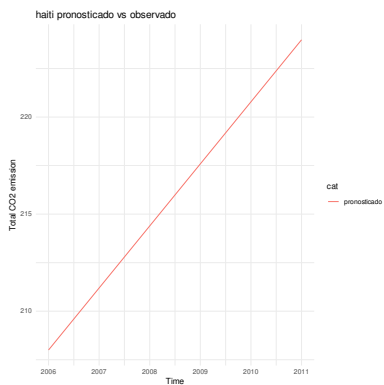 haiti pronosticado vs observado
Total CO2 emission
220
215
210
2006 2007 2008 2009 2010 2011
Time
cat
pronosticado